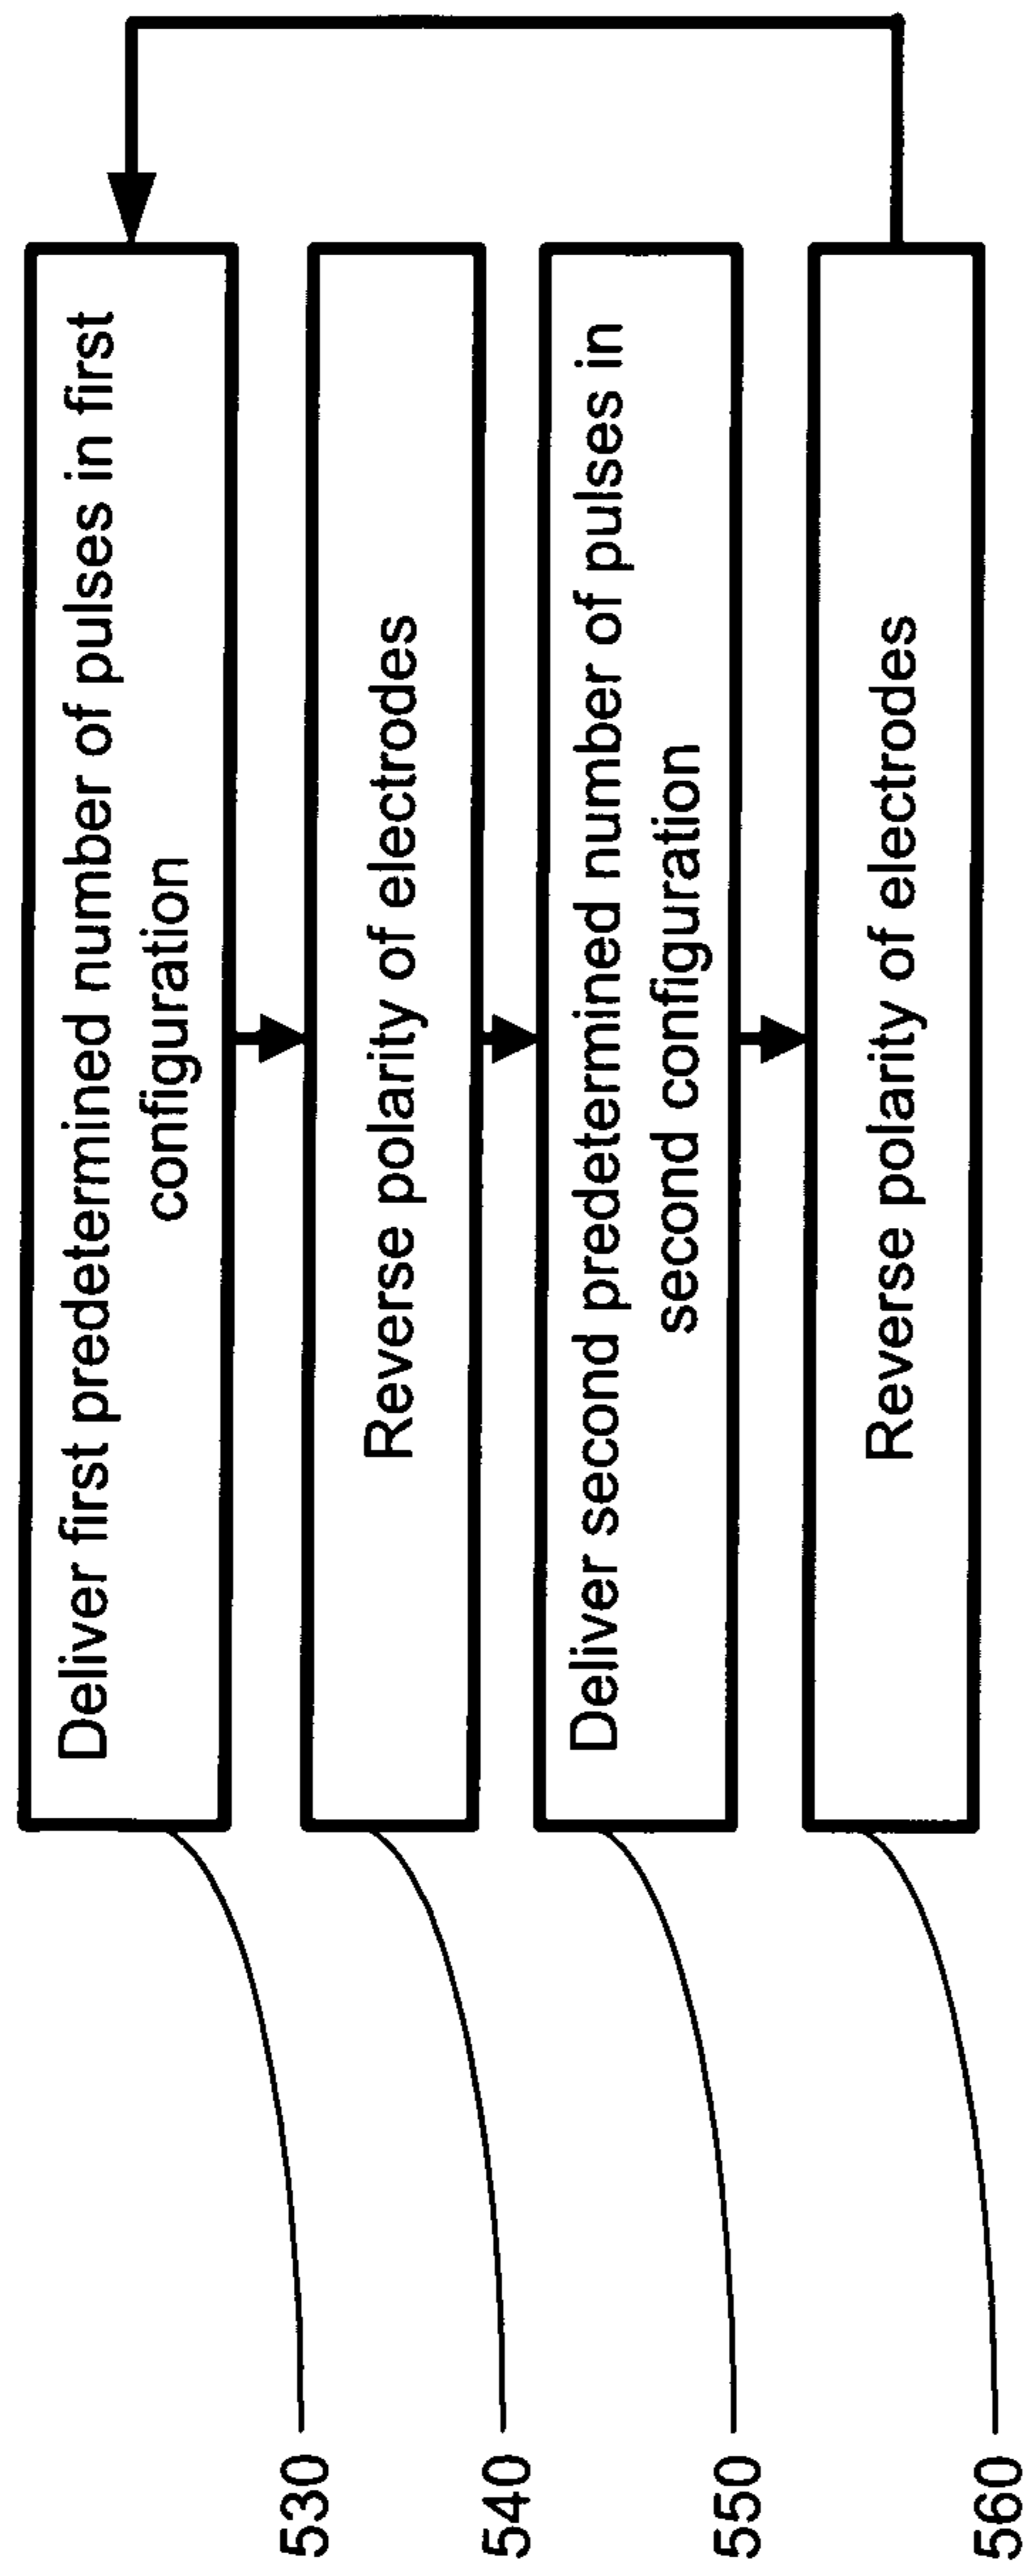 Deliver first predetermined number of pulses in first
configuration
530
Reverse polarity of electrodes
540
Deliver second predetermined number of pulses in
second configuration
550
Reverse polarity of electrodes
560